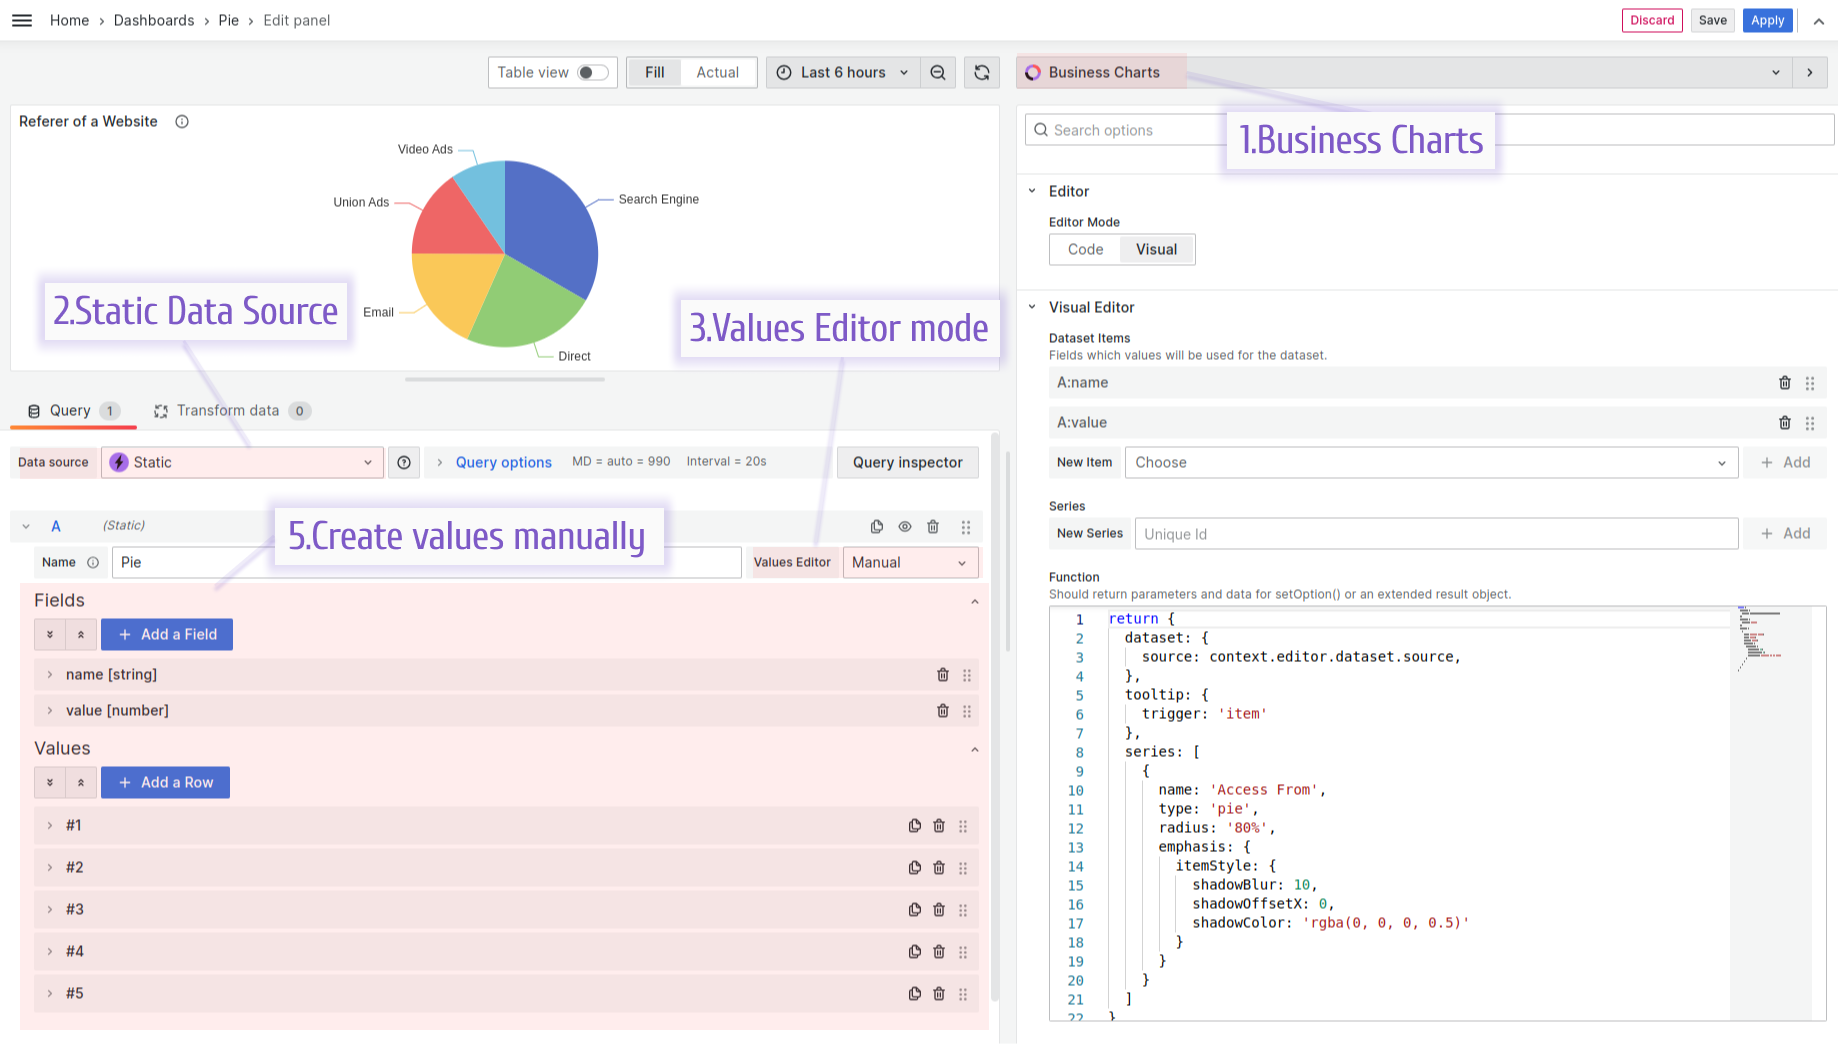 Home › Dashboards › Pie › Edit panel
Discard
Save
Apply
Table view
Fill
Actual
Last 6 hours
Business Charts
Referer of a Website
Search options
1.Business Charts
Video Ads
Union Ads
Search Engine
Email
Direct
2.Static Data Source
3.Values Editor mode
Editor
Editor Mode
Code
Visual
Visual Editor
Dataset Items
Fields which values will be used for the dataset.
A:name
A:value
New Item
Choose
+ Add
Series
New Series
Unique Id
+ Add
Function
Should return parameters and data for setOption() or an extended result object.
1 return {
2 dataset: {
3 source: context.editor.dataset.source,
4 },
5 tooltip: {
6 trigger: 'item'
7 },
8 series: [
9 {
10 name: 'Access From',
11 type: 'pie',
12 radius: '80%',
13 emphasis: {
14 itemStyle: {
15 shadowBlur: 10,
16 shadowOffsetX: 0,
17 shadowColor: 'rgba(0, 0, 0, 0.5)'
18 }
19 }
20 }
21 ]
22 }
Query 1
Transform data 0
Data source
Static
Query options
MD = auto = 990
Interval = 20s
Query inspector
A
(Static)
5.Create values manually
Name
Pie
Values Editor
Manual
Fields
+ Add a Field
name [string]
value [number]
Values
+ Add a Row
#1
#2
#3
#4
#5